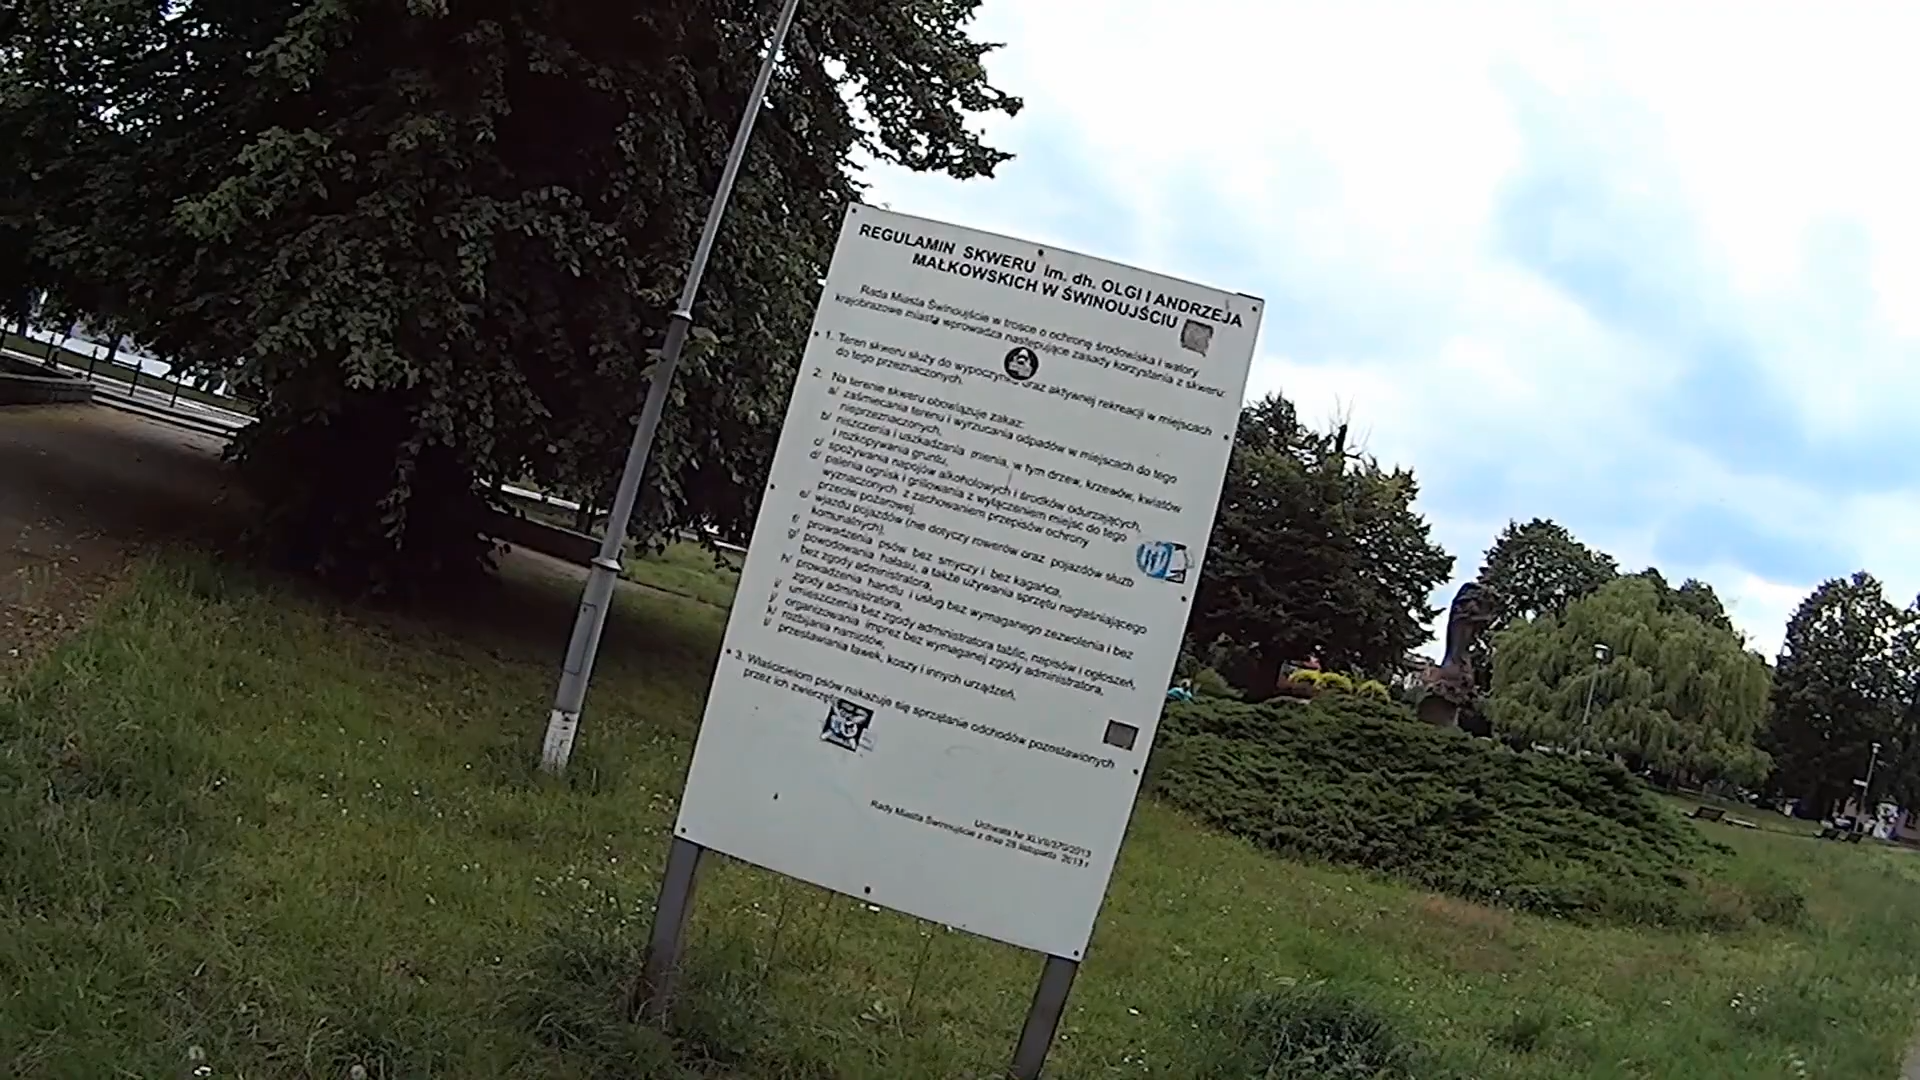 REGULAMIN SKWERU im. dh. OLGI I ANDRZEJA
MAŁKOWSKICH W ŚWINOUJŚCIU
Rada Miasta Świnoujście w trosce o ochronę środowiska i walory
krajobrazowe miasta wprowadza następujące zasady korzystania z skweru:
1. Teren skweru służy do wypoczynku oraz aktywnej rekreacji w miejscach
do tego przeznaczonych.
2. Na terenie skweru obowiązuje zakaz:
a/ zaśmiecania terenu i wyrzucania odpadów w miejscach do tego
nieprzeznaczonych,
b/ niszczenia i uszkadzania mienia, w tym drzew, krzewów, kwiatów
i rozkopywania gruntu,
c/ spożywania napojów alkoholowych i środków odurzających,
d/ palenia ognisk i grillowania z wyłączeniem miejsc do tego
wyznaczonych z zachowaniem przepisów ochrony
przeciw pożarowej,
e/ wjazdu pojazdów (nie dotyczy rowerów oraz pojazdów służb
komunalnych),
f/ prowadzenia psów bez smyczy i bez kagańca,
g/ powodowania hałasu, a także używania sprzętu nagłaśniającego
bez zgody administratora,
h/ prowadzenia handlu i usług bez wymaganego zezwolenia i bez
zgody administratora,
i/ umieszczenia bez zgody administratora tablic, napisów i ogłoszeń,
j/ organizowania imprez bez wymaganej zgody administratora,
k/ rozbijania namiotów,
l/ przestawiania ławek, koszy i innych urządzeń.
3. Właścicielom psów nakazuje się sprzątanie odchodów pozostawionych
przez ich zwierzęta
Uchwała Nr XLVII/370/2013
Rady Miasta Świnoujście z dnia 28 listopada 2013 r